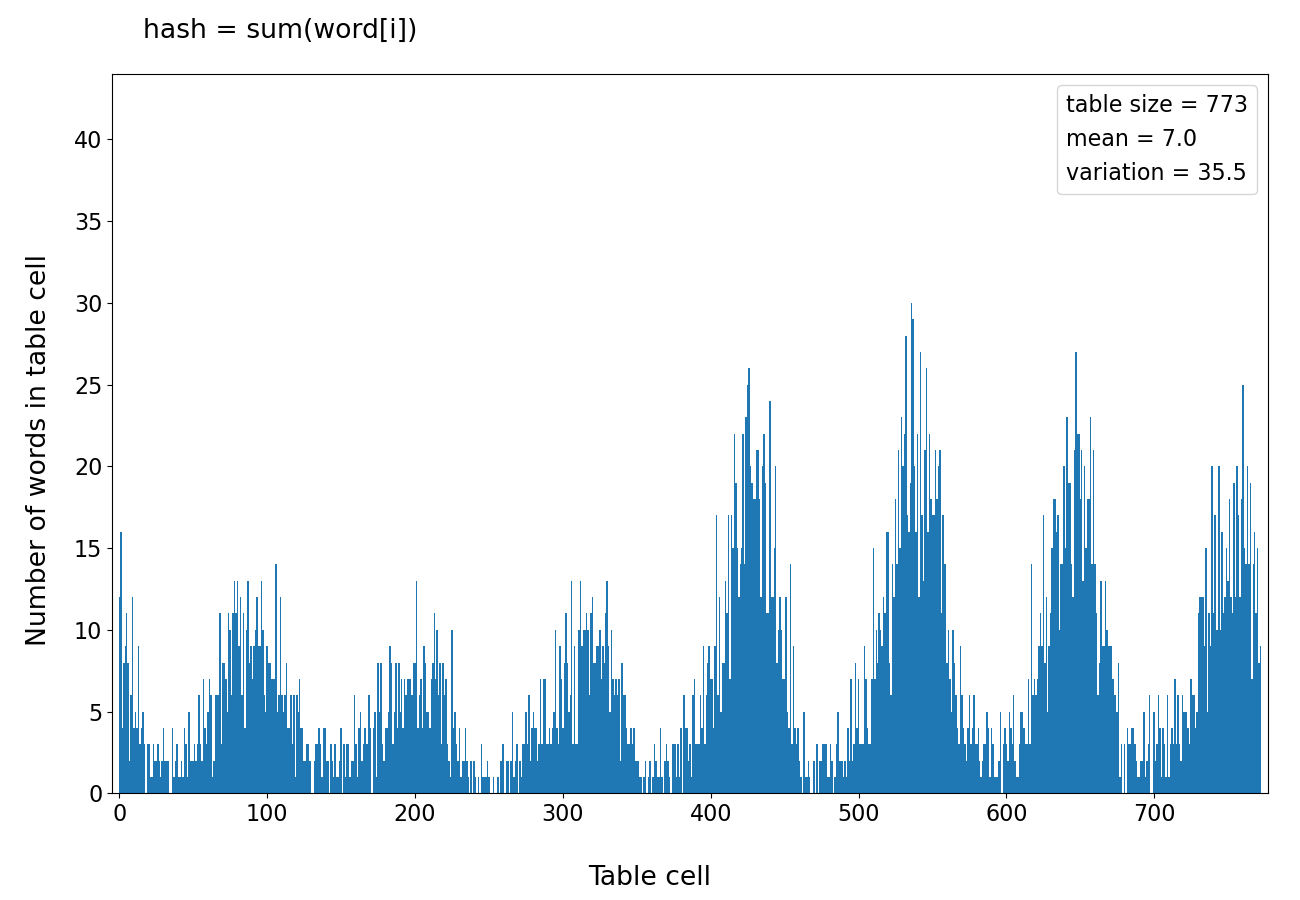 hash = sum(word[i])
table size = 773
mean = 7.0
variation = 35.5
Number of words in table cell
40
35
30
25
20
15
10
5
0
0 100 200 300 400 500 600 700
Table cell